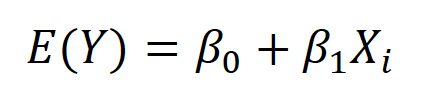 E(Y) = β₀ + β₁Xᵢ